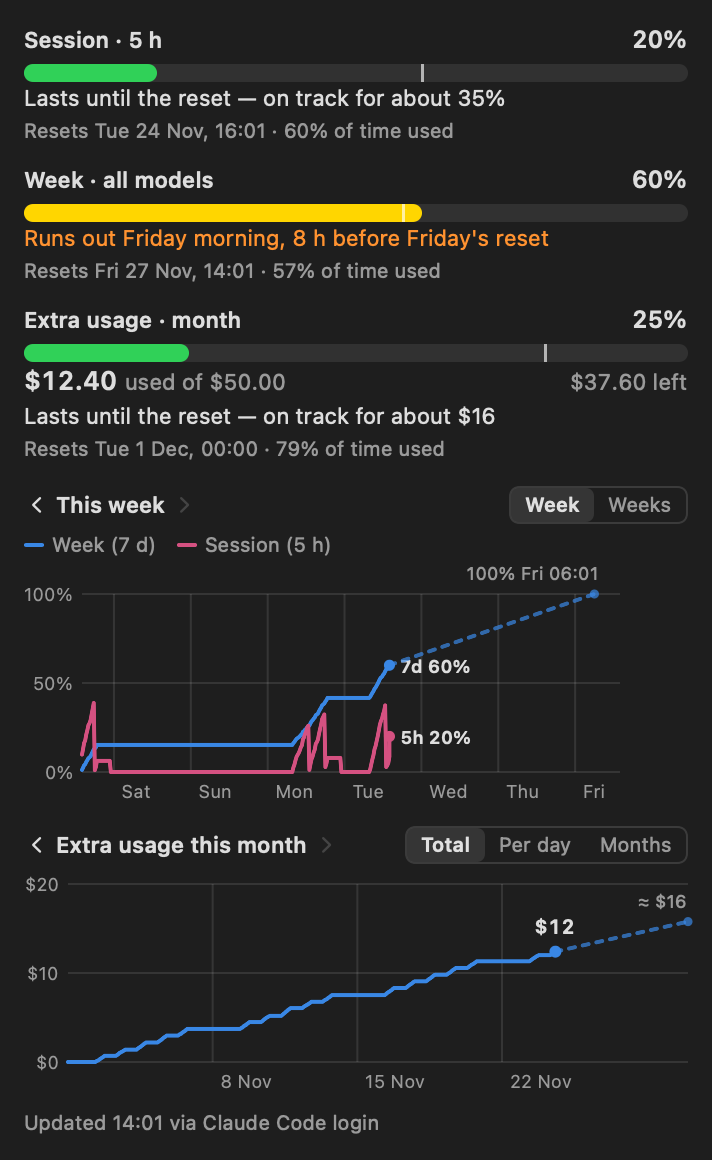 Session · 5 h 20%
Lasts until the reset — on track for about 35%
Resets Tue 24 Nov, 16:01 · 60% of time used
Week · all models 60%
Runs out Friday morning, 8 h before Friday's reset
Resets Fri 27 Nov, 14:01 · 57% of time used
Extra usage · month 25%
$12.40 used of $50.00 $37.60 left
Lasts until the reset — on track for about $16
Resets Tue 1 Dec, 00:00 · 79% of time used
This week Week Weeks
Week (7 d) Session (5 h)
100% Fri 06:01
100%
7d 60%
50%
5h 20%
0%
Sat Sun Mon Tue Wed Thu Fri
Extra usage this month Total Per day Months
$20
≈ $16
$12
$10
$0
8 Nov 15 Nov 22 Nov
Updated 14:01 via Claude Code login